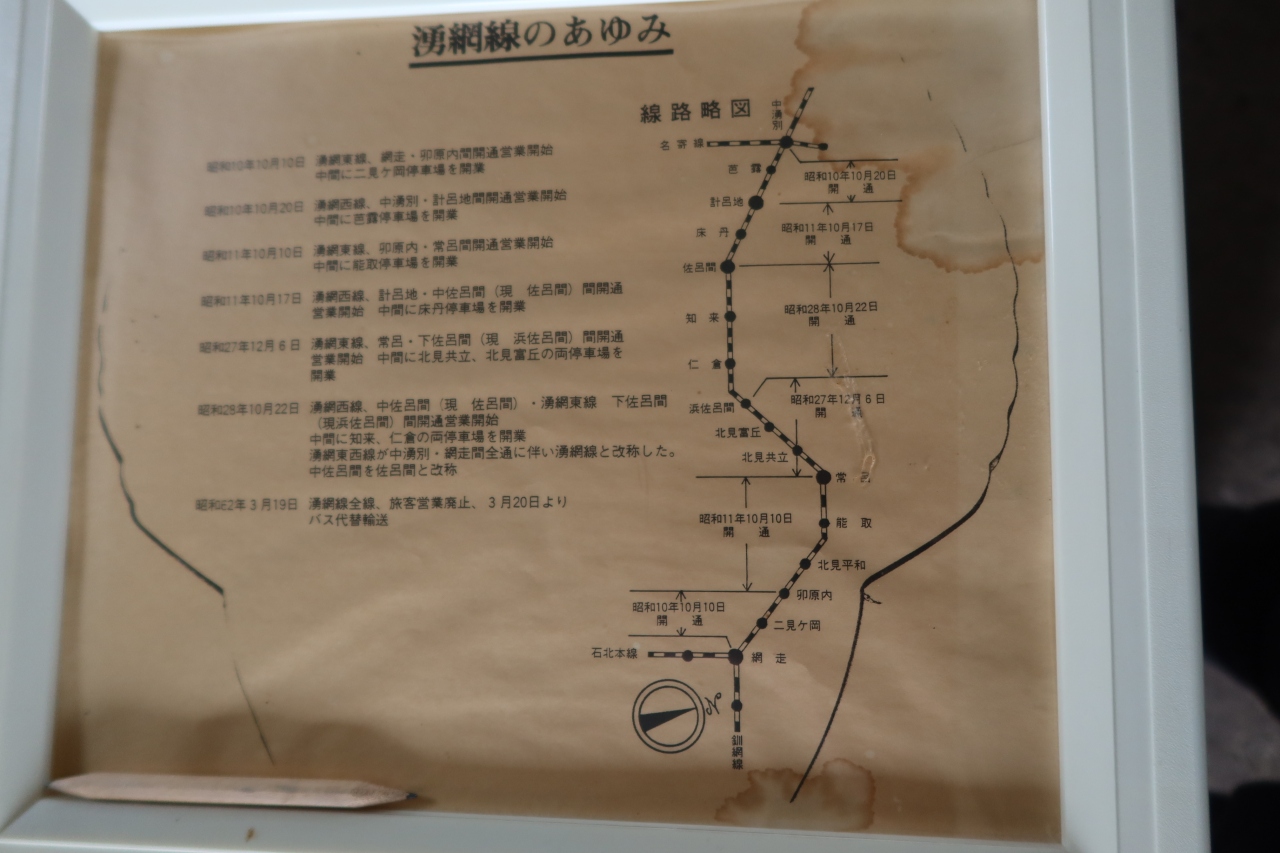 湧網線のあゆみ
昭和10年10月10日 湧網東線、網走・卯原内間開通営業開始
中間に二見ケ岡停車場を開業
昭和10年10月20日 湧網西線、中湧別・計呂地間開通営業開始
中間に芭露停車場を開業
昭和11年10月10日 湧網東線、卯原内・常呂間開通営業開始
中間に能取停車場を開業
昭和11年10月17日 湧網西線、計呂地・中佐呂間（現　佐呂間）間開通
営業開始　中間に床丹停車場を開業
昭和27年12月6日 湧網東線、常呂・下佐呂間（現　浜佐呂間）間開通
営業開始　中間に北見共立、北見富丘の両停車場を
開業
昭和28年10月22日 湧網西線、中佐呂間（現　佐呂間）・湧網東線　下佐呂間
（現浜佐呂間）間開通営業開始
中間に知来、仁倉の両停車場を開業
湧網東西線が中湧別・網走間全通に伴い湧網線と改称した。
中佐呂間を佐呂間と改称
昭和62年3月19日 湧網線全線、旅客営業廃止、3月20日より
バス代替輸送
線路略図
中湧別
名寄線
芭露
昭和10年10月20日
開通
計呂地
床丹
昭和11年10月17日
開通
佐呂間
知来
昭和28年10月22日
開通
仁倉
浜佐呂間
昭和27年12月6日
開通
北見富丘
北見共立
常呂
昭和11年10月10日
開通
能取
北見平和
卯原内
昭和10年10月10日
開通
二見ケ岡
石北本線
網走
N
釧網線